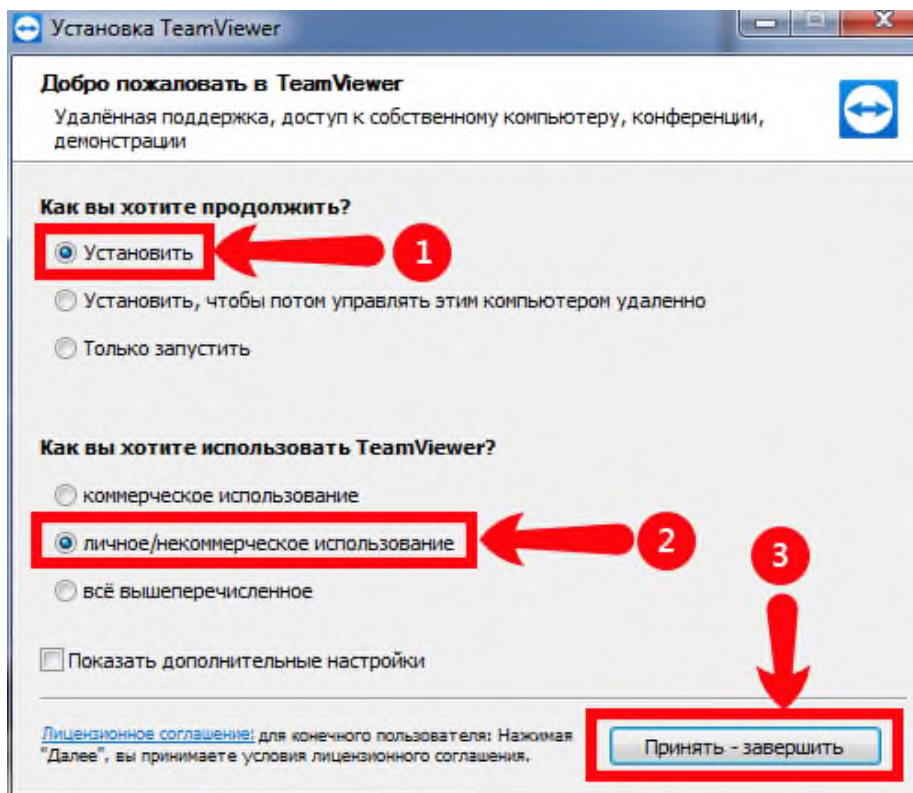 Установка TeamViewer
Добро пожаловать в TeamViewer
Удалённая поддержка, доступ к собственному компьютеру, конференции,
демонстрации
Как вы хотите продолжить?
Установить
1
Установить, чтобы потом управлять этим компьютером удаленно
Только запустить
Как вы хотите использовать TeamViewer?
коммерческое использование
личное/некоммерческое использование
2
3
всё вышеперечисленное
Показать дополнительные настройки
Лицензионное соглашение! для конечного пользователя: Нажимая
"Далее", вы принимаете условия лицензионного соглашения.
Принять - завершить